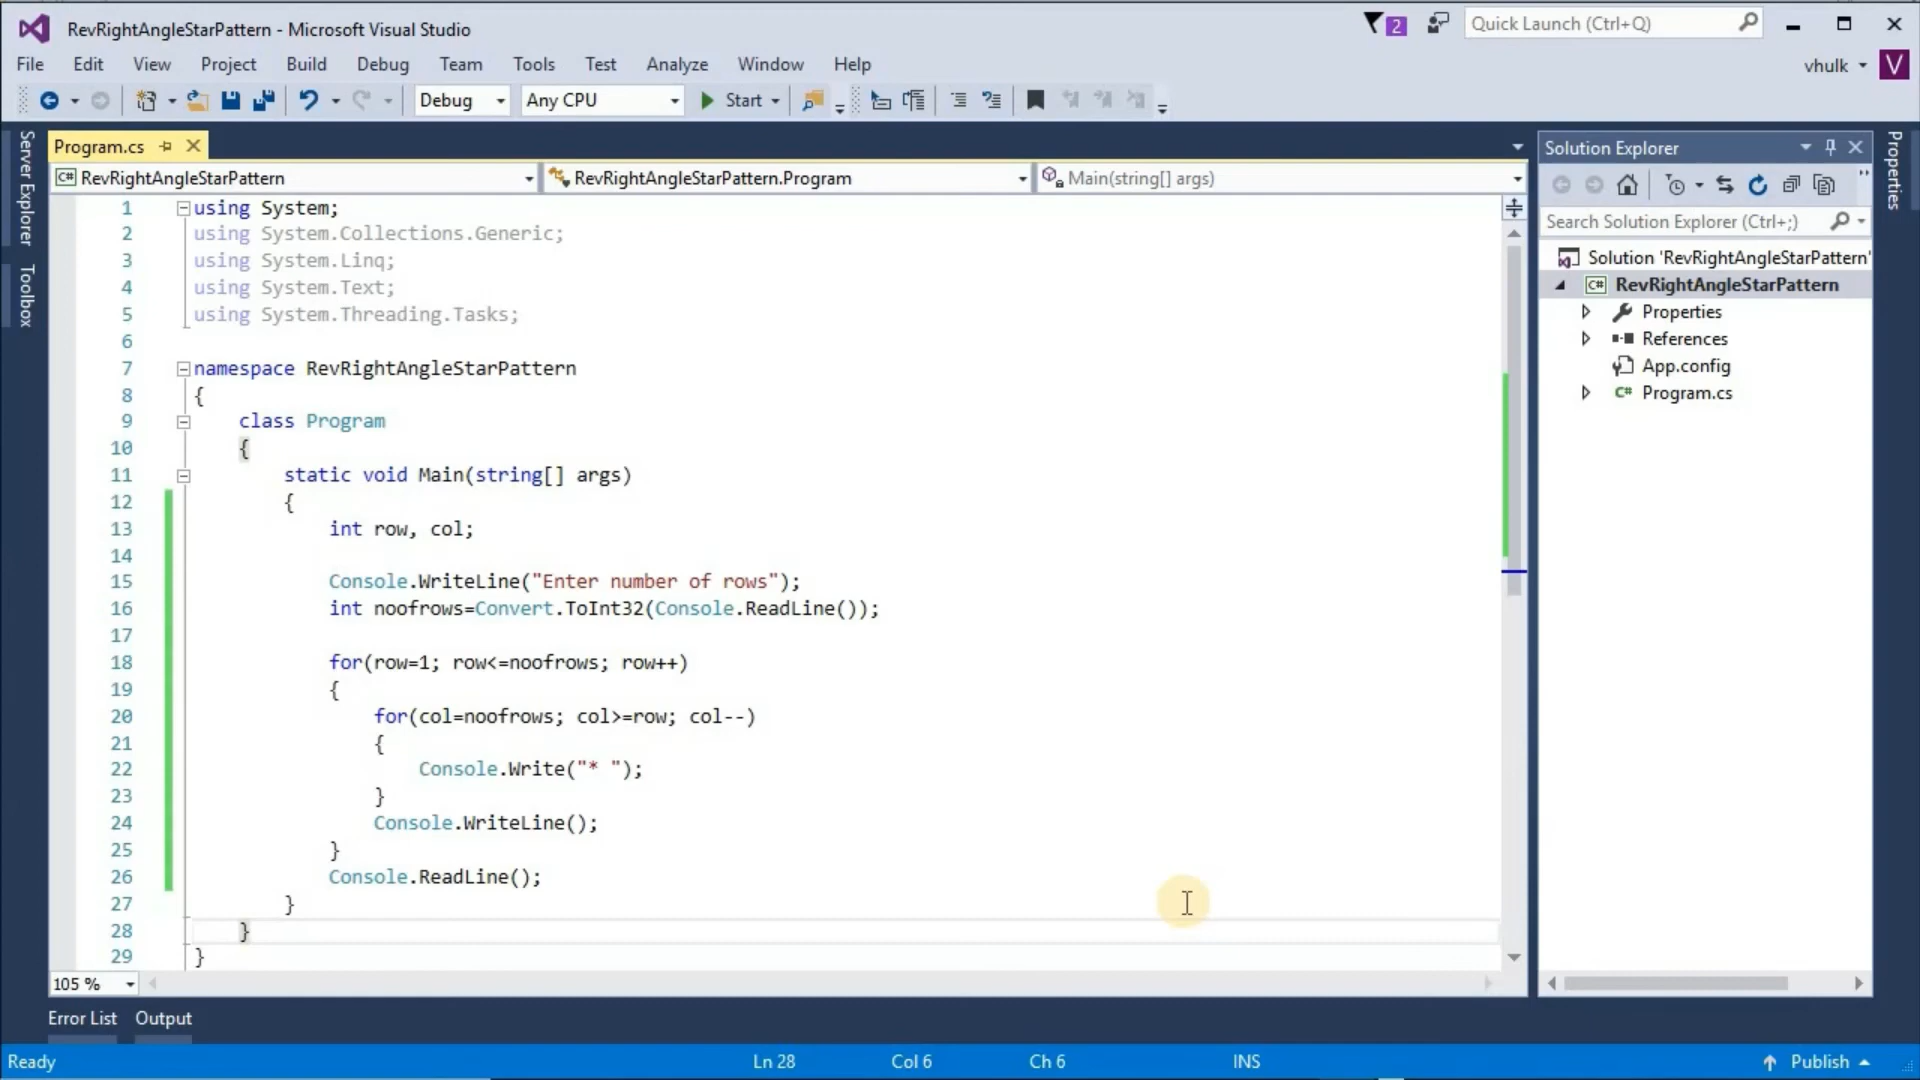 RevRightAngleStarPattern - Microsoft Visual Studio
2
Quick Launch (Ctrl+Q)
File Edit View Project Build Debug Team Tools Test Analyze Window Help
vhulk V
Debug Any CPU Start
Server Explorer
Toolbox
Program.cs
RevRightAngleStarPattern RevRightAngleStarPattern.Program Main(string[] args)
1 using System;
2 using System.Collections.Generic;
3 using System.Linq;
4 using System.Text;
5 using System.Threading.Tasks;
6
7 namespace RevRightAngleStarPattern
8 {
9 class Program
10 {
11 static void Main(string[] args)
12 {
13 int row, col;
14
15 Console.WriteLine("Enter number of rows");
16 int noofrows=Convert.ToInt32(Console.ReadLine());
17
18 for(row=1; row<=noofrows; row++)
19 {
20 for(col=noofrows; col>=row; col--)
21 {
22 Console.Write("* ");
23 }
24 Console.WriteLine();
25 }
26 Console.ReadLine();
27 }
28 }
29 }
105 %
Solution Explorer
Search Solution Explorer (Ctrl+;)
Solution 'RevRightAngleStarPattern'
C# RevRightAngleStarPattern
Properties
References
App.config
C# Program.cs
Properties
Error List Output
Ready Ln 28 Col 6 Ch 6 INS Publish